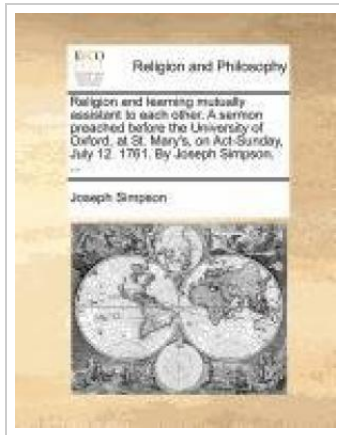 ECCO
Religion and Philosophy
Religion and learning mutually
assistant to each other. A sermon
preached before the University of
Oxford, at St. Mary's, on Act-Sunday,
July 12. 1761. By Joseph Simpson,
...
Joseph Simpson